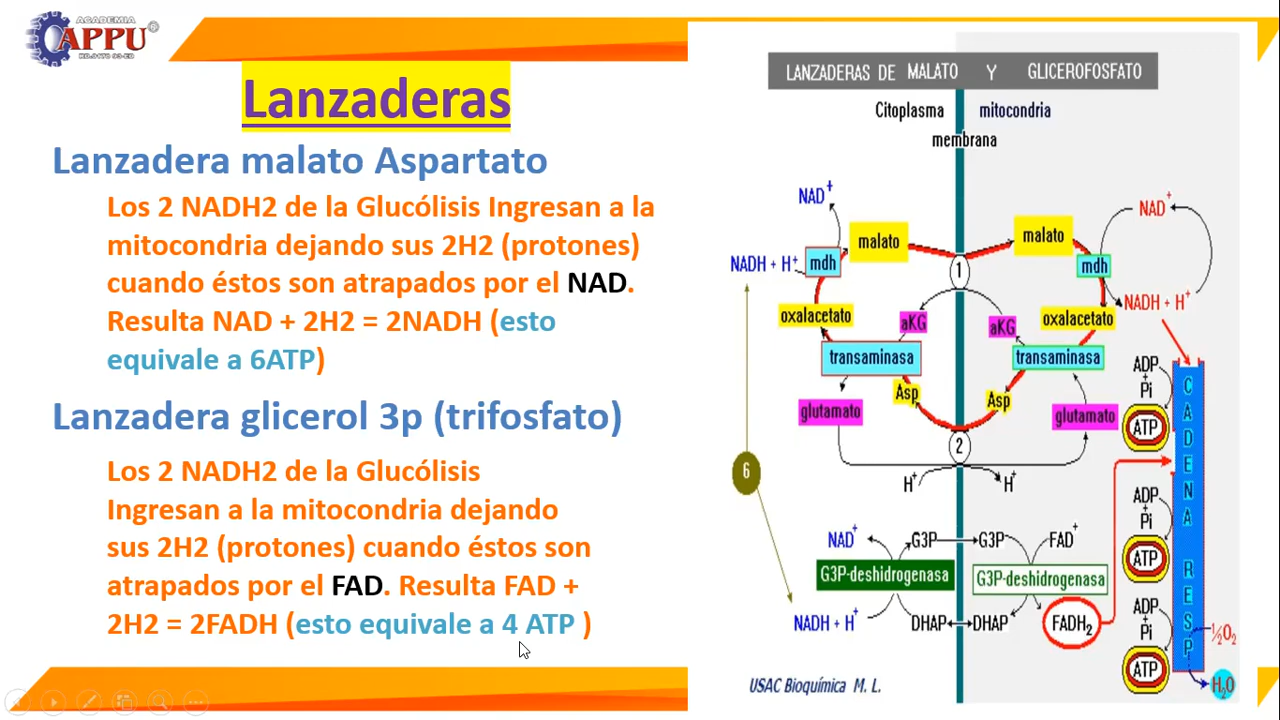 ACADEMIA
APPU
Lanzaderas
Lanzadera malato Aspartato
Los 2 NADH2 de la Glucólisis Ingresan a la
mitocondria dejando sus 2H2 (protones)
cuando éstos son atrapados por el NAD.
Resulta NAD + 2H2 = 2NADH (esto
equivale a 6ATP)
Lanzadera glicerol 3p (trifosfato)
Los 2 NADH2 de la Glucólisis
Ingresan a la mitocondria dejando
sus 2H2 (protones) cuando éstos son
atrapados por el FAD. Resulta FAD +
2H2 = 2FADH (esto equivale a 4 ATP )
LANZADERAS DE MALATO Y GLICEROFOSFATO
Citoplasma mitocondria
membrana
NAD+
NAD+
malato
malato
NADH + H+
mdh
1
mdh
NADH + H+
oxalacetato
aKG
aKG
oxalacetato
transaminasa
transaminasa
Asp
Asp
glutamato
glutamato
2
H+
H+
6
ADP
+
Pi
ATP
ADP
+
Pi
ATP
ADP
+
Pi
ATP
CADENA RESP
NAD+
G3P
G3P
FAD+
G3P-deshidrogenasa
G3P-deshidrogenasa
NADH + H+
DHAP
DHAP
FADH2
½O2
H2O
USAC Bioquímica M. L.